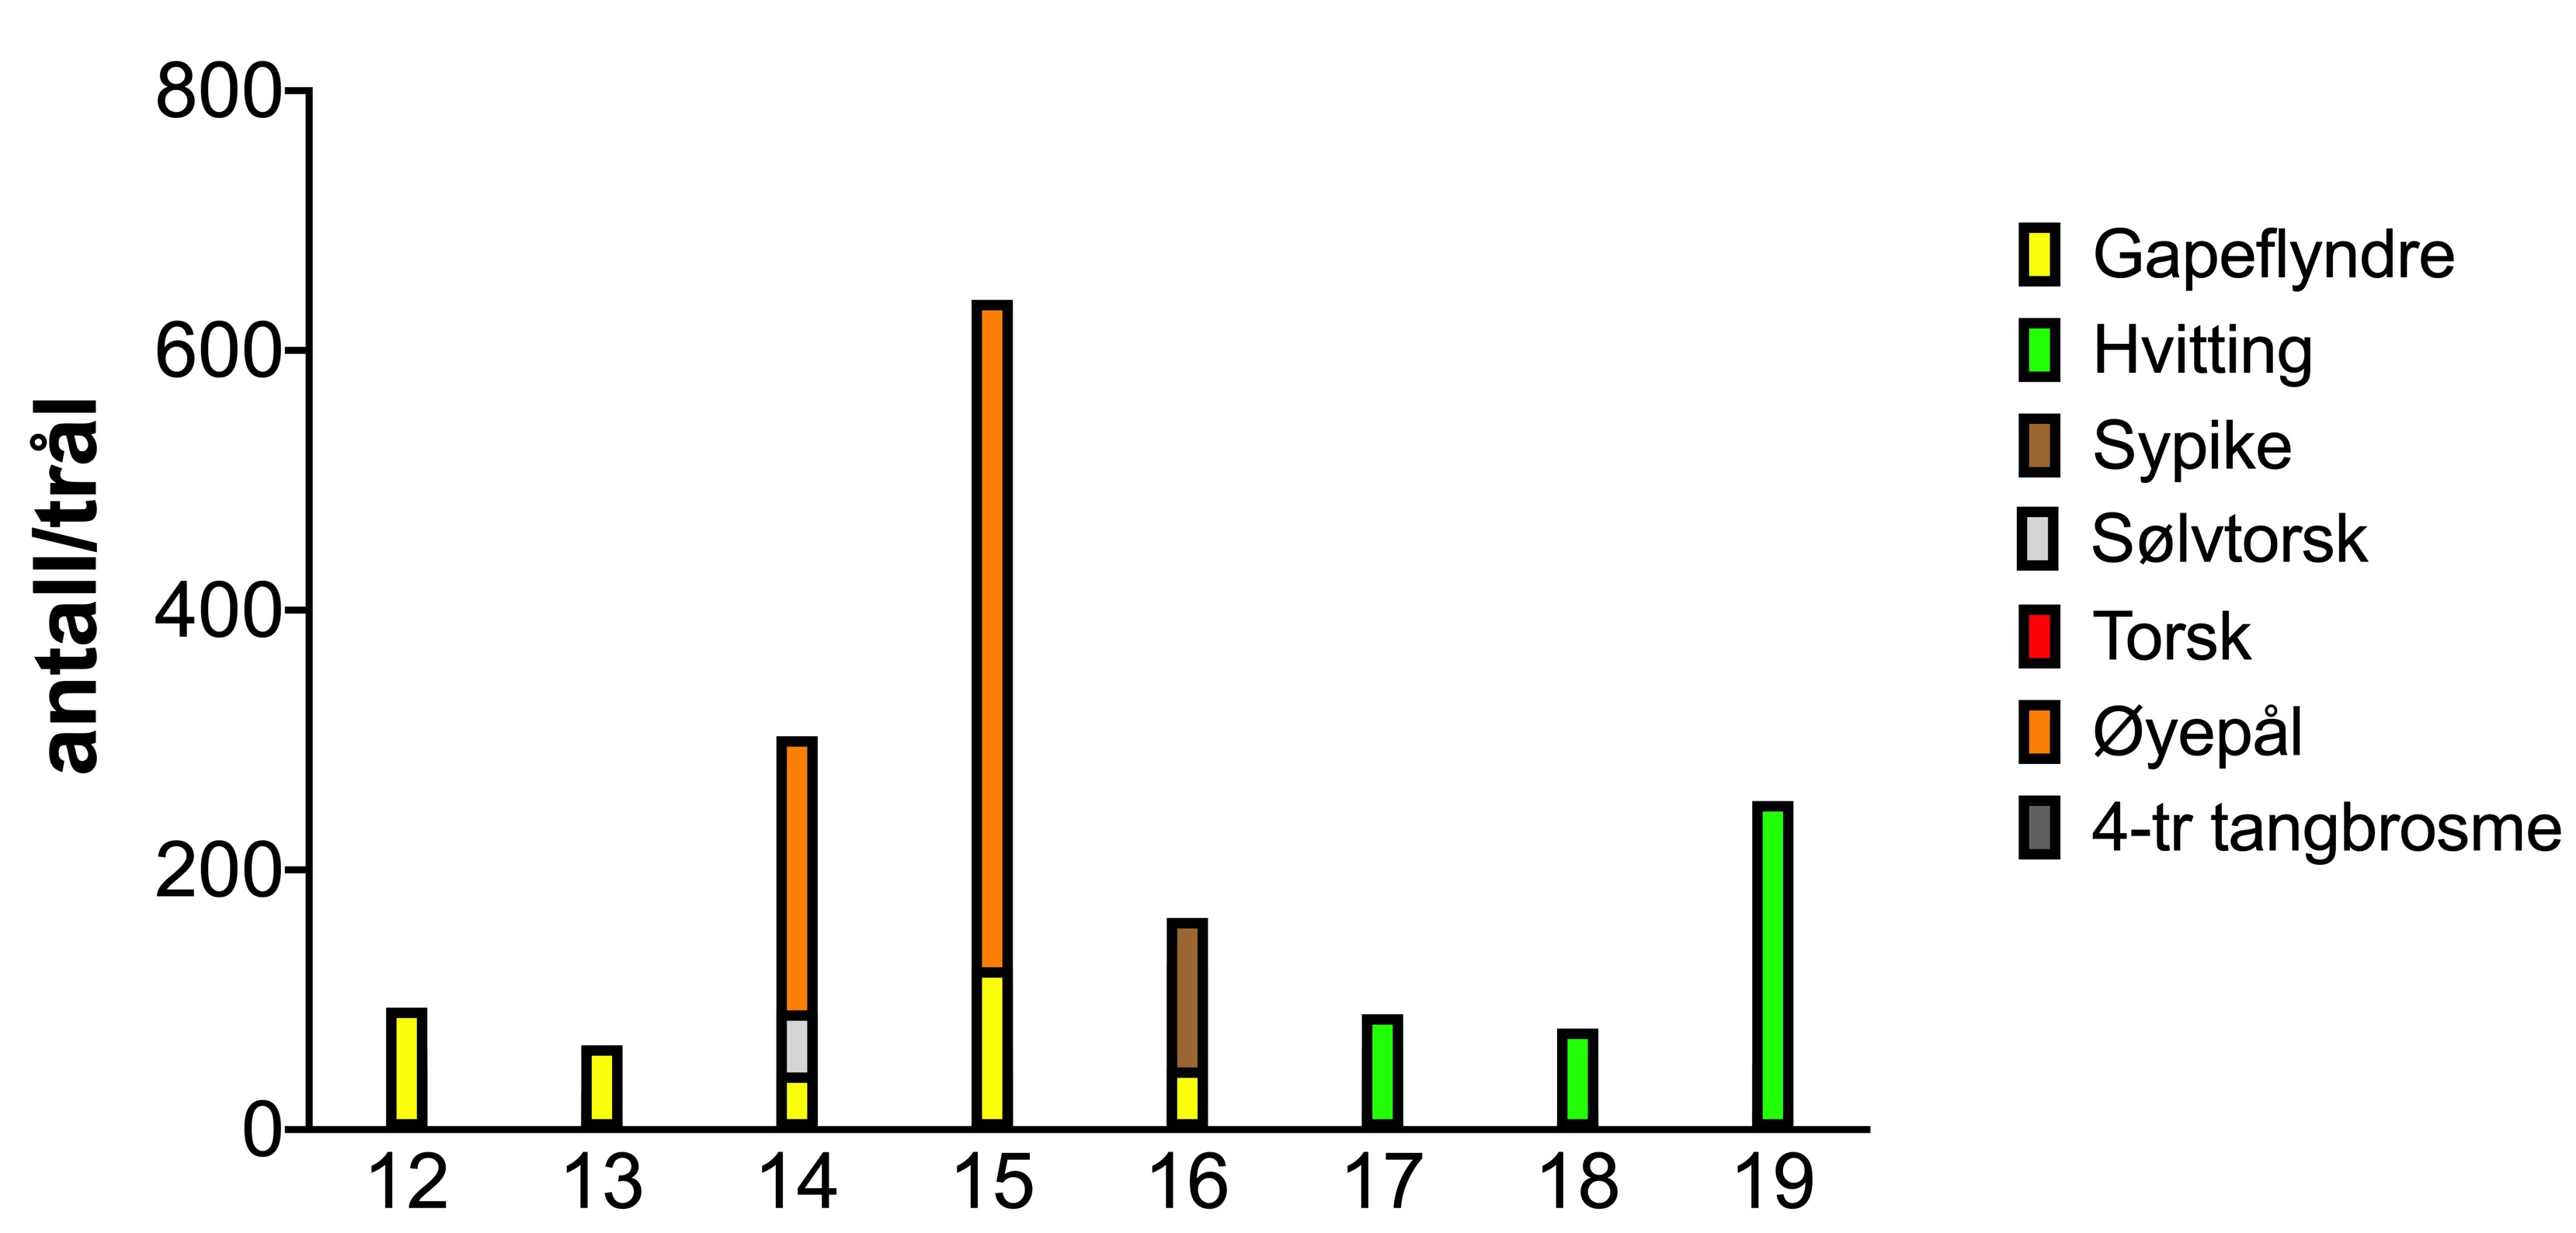 antall/trål
800
600
400
200
0
12 13 14 15 16 17 18 19
Gapeflyndre
Hvitting
Sypike
Sølvtorsk
Torsk
Øyepål
4-tr tangbrosme